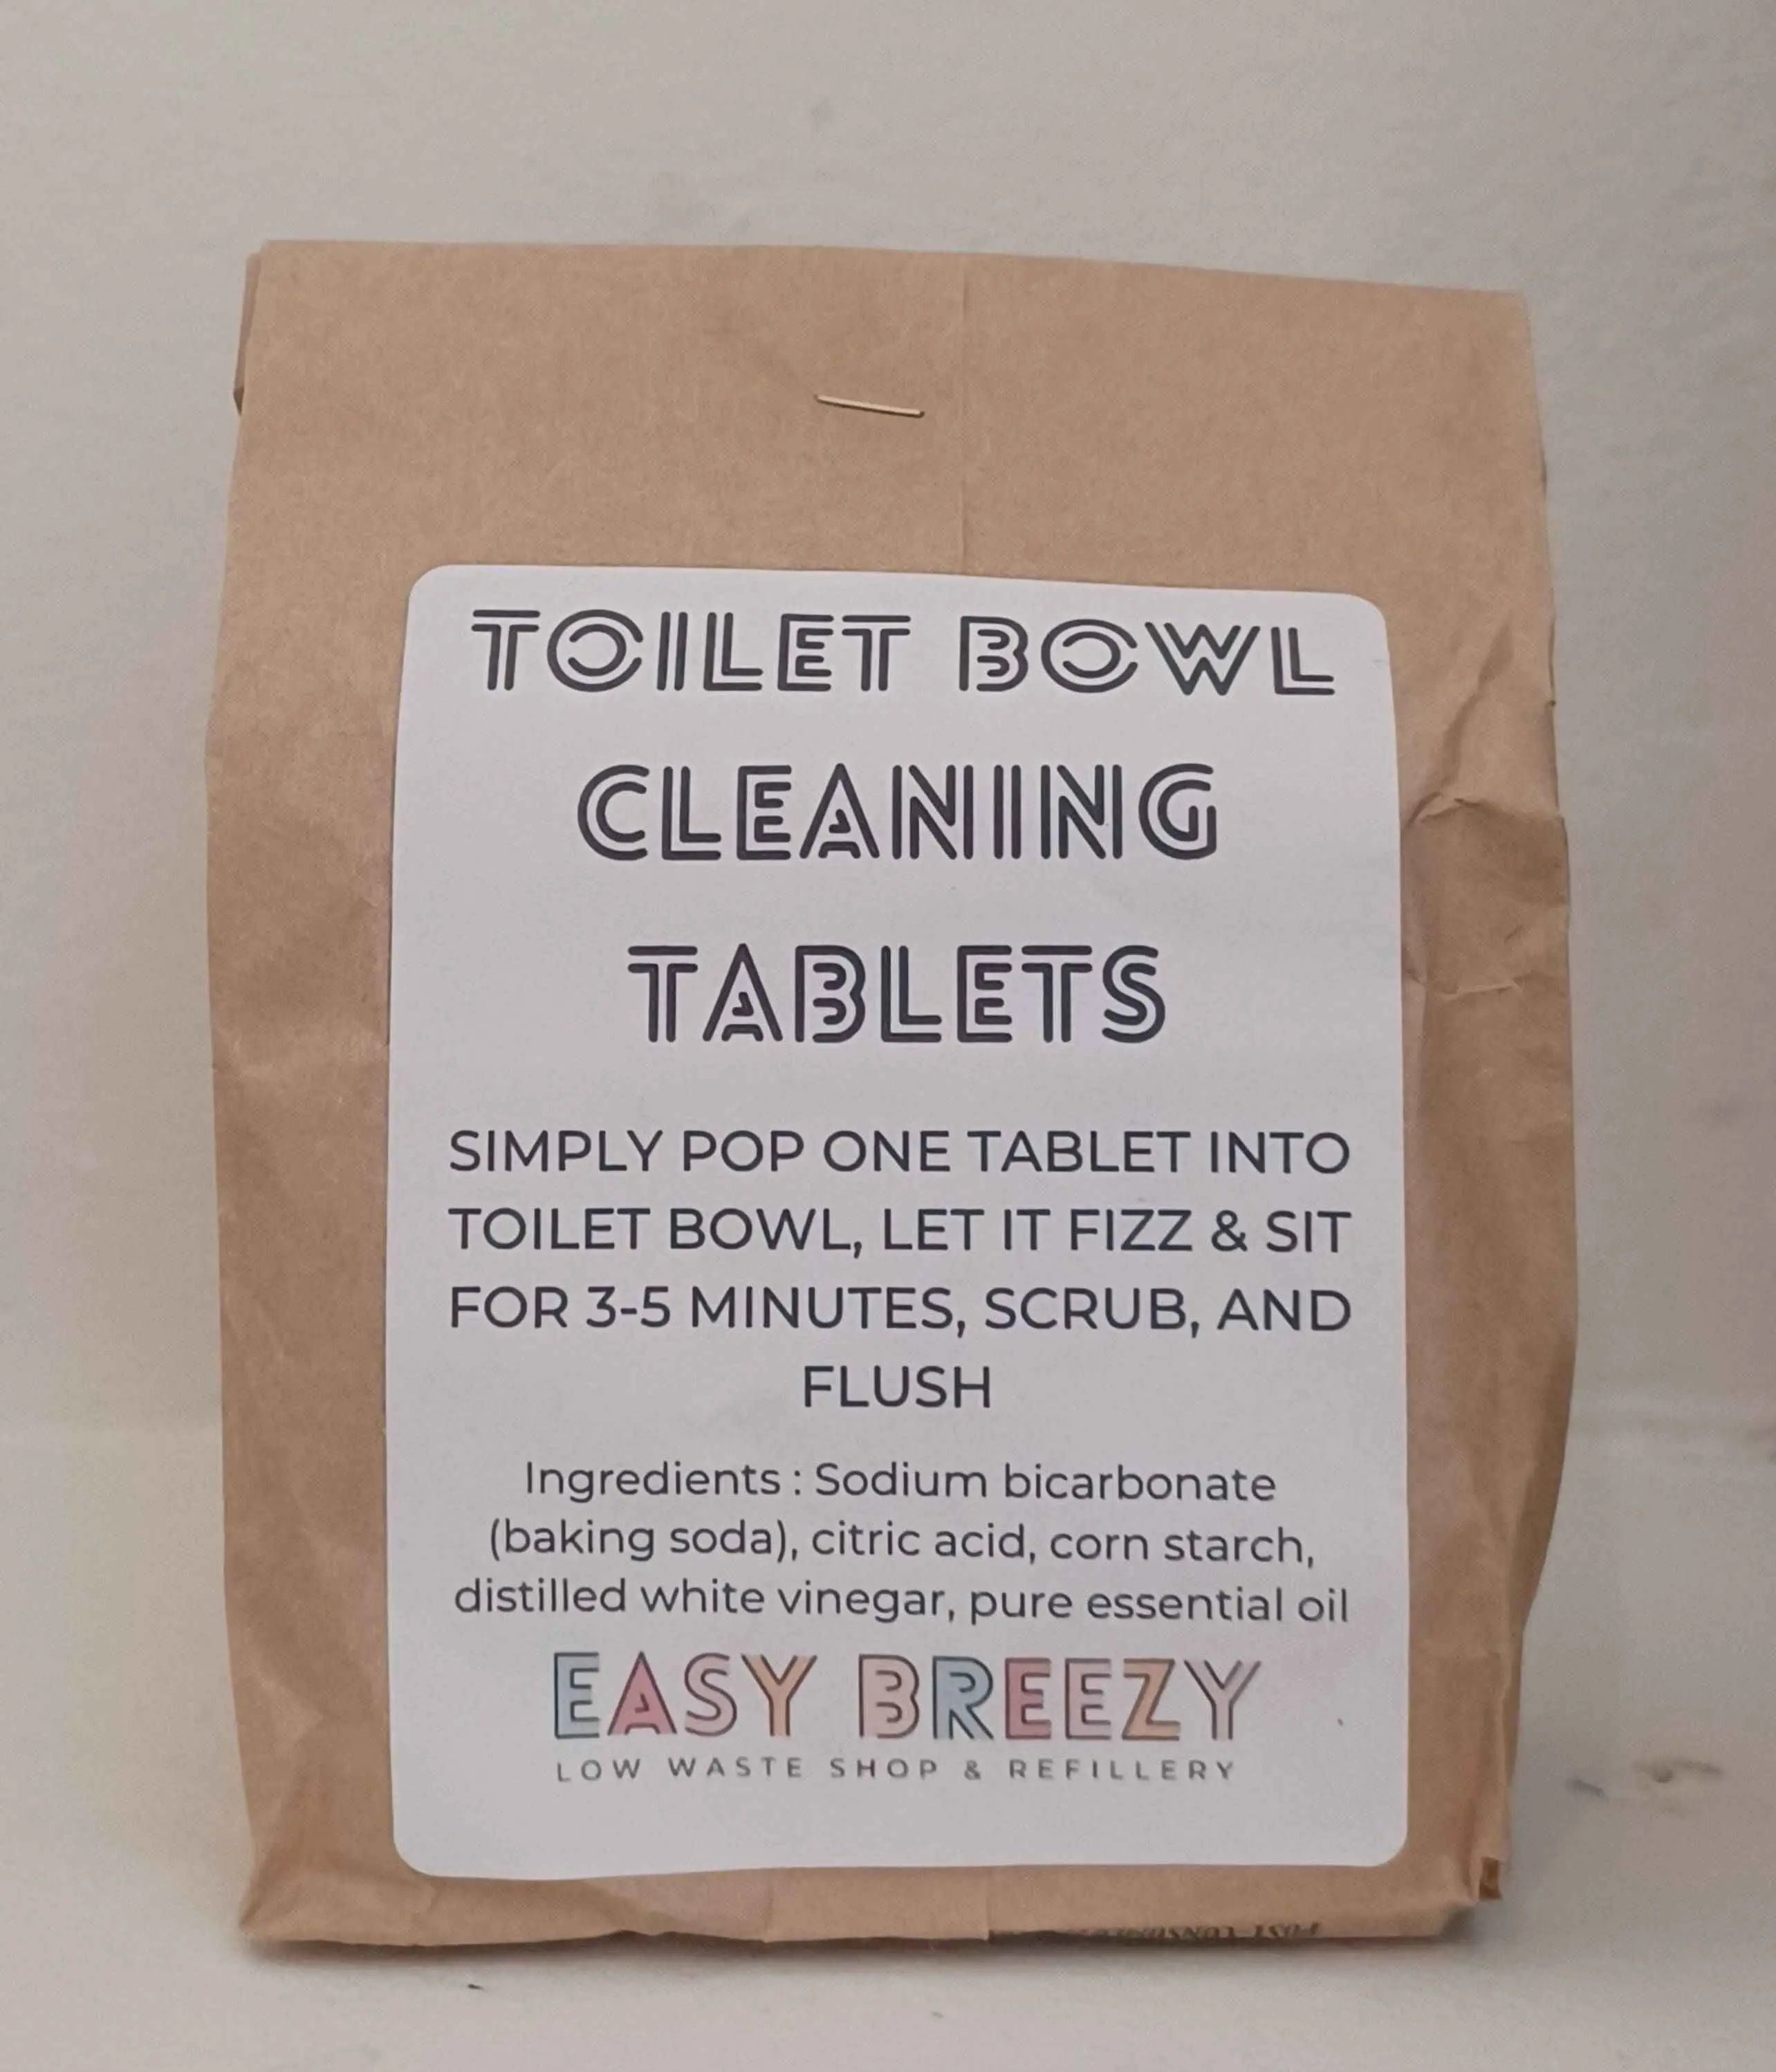 TOILET BOWL
CLEANING
TABLETS
SIMPLY POP ONE TABLET INTO
TOILET BOWL, LET IT FIZZ & SIT
FOR 3-5 MINUTES, SCRUB, AND
FLUSH
Ingredients : Sodium bicarbonate
(baking soda), citric acid, corn starch,
distilled white vinegar, pure essential oil
EASY BREEZY
LOW WASTE SHOP & REFILLERY